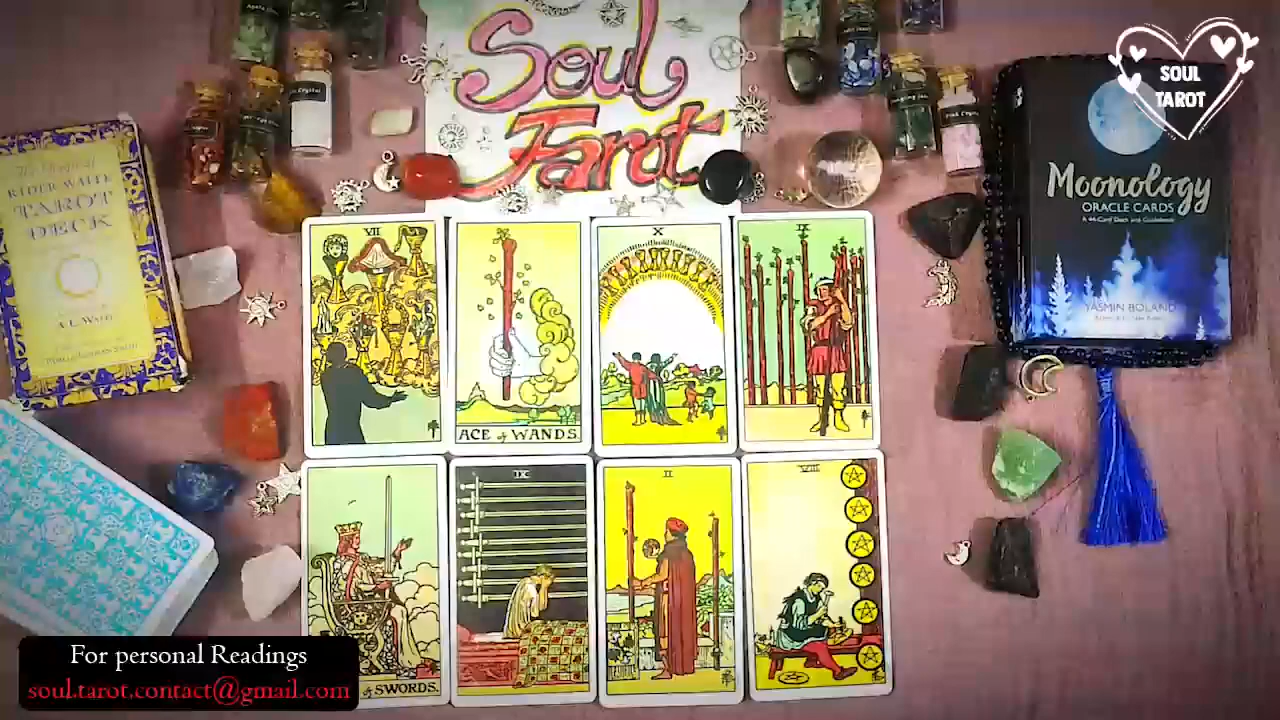 Soul
Tarot
SOUL
TAROT
The Original
RIDER WAITE
TAROT
DECK
A.E. WAITE
Moonology
ORACLE CARDS
A 44-Card Deck and Guidebook
YASMIN BOLAND
VII
ACE of WANDS.
X
IX
of SWORDS.
IX
II
VIII
For personal Readings
soul.tarot.contact@gmail.com